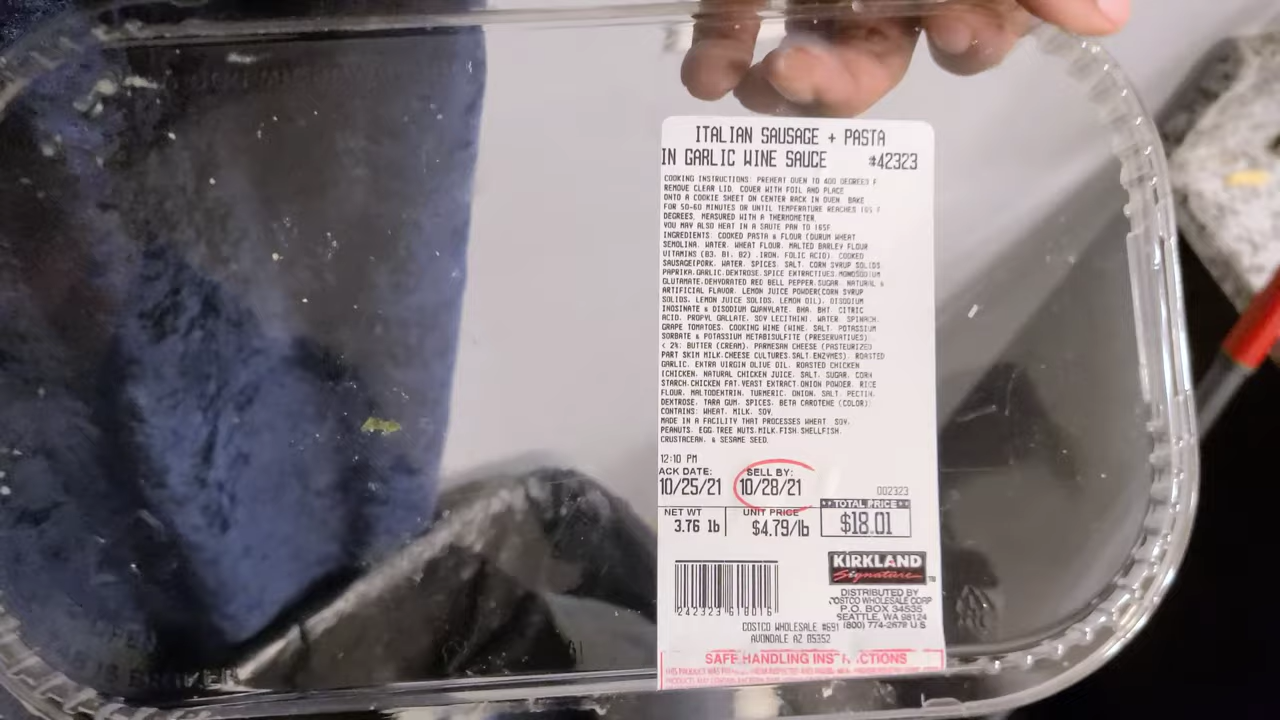 ITALIAN SAUSAGE + PASTA
IN GARLIC WINE SAUCE #42323
COOKING INSTRUCTIONS: PREHEAT OVEN TO 400 DEGREES F
REMOVE CLEAR LID. COVER WITH FOIL AND PLACE
ONTO A COOKIE SHEET ON CENTER RACK IN OVEN. BAKE
FOR 50-60 MINUTES OR UNTIL TEMPERATURE REACHES 165 F
DEGREES, MEASURED WITH A THERMOMETER.
YOU MAY ALSO HEAT IN A SAUTE PAN TO 165F
INGREDIENTS: COOKED PASTA & FLOUR (DURUM WHEAT
SEMOLINA, WATER, WHEAT FLOUR, MALTED BARLEY FLOUR
VITAMINS (B3, B1, B2) ,IRON, FOLIC ACID), COOKED
SAUSAGE(PORK, WATER, SPICES, SALT, CORN SYRUP SOLIDS,
PAPRIKA,GARLIC,DEXTROSE,SPICE EXTRACTIVES,MONOSODIUM
GLUTAMATE,DEHYDRATED RED BELL PEPPER,SUGAR, NATURAL &
ARTIFICIAL FLAVOR, LEMON JUICE POWDER(CORN SYRUP
SOLIDS, LEMON JUICE SOLIDS, LEMON OIL), DISODIUM
INOSINATE & DISODIUM GUANYLATE, BHA, BHT, CITRIC
ACID, PROPYL GALLATE, SOY LECITHIN), WATER, SPINACH,
GRAPE TOMATOES, COOKING WINE (WINE, SALT, POTASSIUM
SORBATE & POTASSIUM METABISULFITE (PRESERVATIVES),
< 2%: BUTTER (CREAM), PARMESAN CHEESE (PASTEURIZED
PART SKIM MILK,CHEESE CULTURES,SALT,ENZYMES), ROASTED
GARLIC, EXTRA VIRGIN OLIVE OIL, ROASTED CHICKEN
(CHICKEN, NATURAL CHICKEN JUICE, SALT, SUGAR, CORN
STARCH,CHICKEN FAT,YEAST EXTRACT,ONION POWDER, RICE
FLOUR, MALTODENTRIN, TURMERIC, ONION, SALT, PECTIN,
DEXTROSE, TARA GUM, SPICES, BETA CAROTENE (COLOR)
CONTAINS: WHEAT, MILK, SOY,
MADE IN A FACILITY THAT PROCESSES WHEAT, SOY,
PEANUTS, EGG,TREE NUTS,MILK,FISH,SHELLFISH,
CRUSTACEAN, & SESAME SEED.
12:10 PM
ACK DATE: SELL BY:
10/25/21 10/28/21 002323
NET WT UNIT PRICE TOTAL PRICE
3.76 lb $4.79/lb $18.01
KIRKLAND
Signature
242323 618016
DISTRIBUTED BY
COSTCO WHOLESALE CORP
P.O. BOX 34535
SEATTLE, WA 98124
(800) 774-2678 U.S
COSTCO WHOLESALE #691
AVONDALE AZ 85352
SAFE HANDLING INSTRUCTIONS